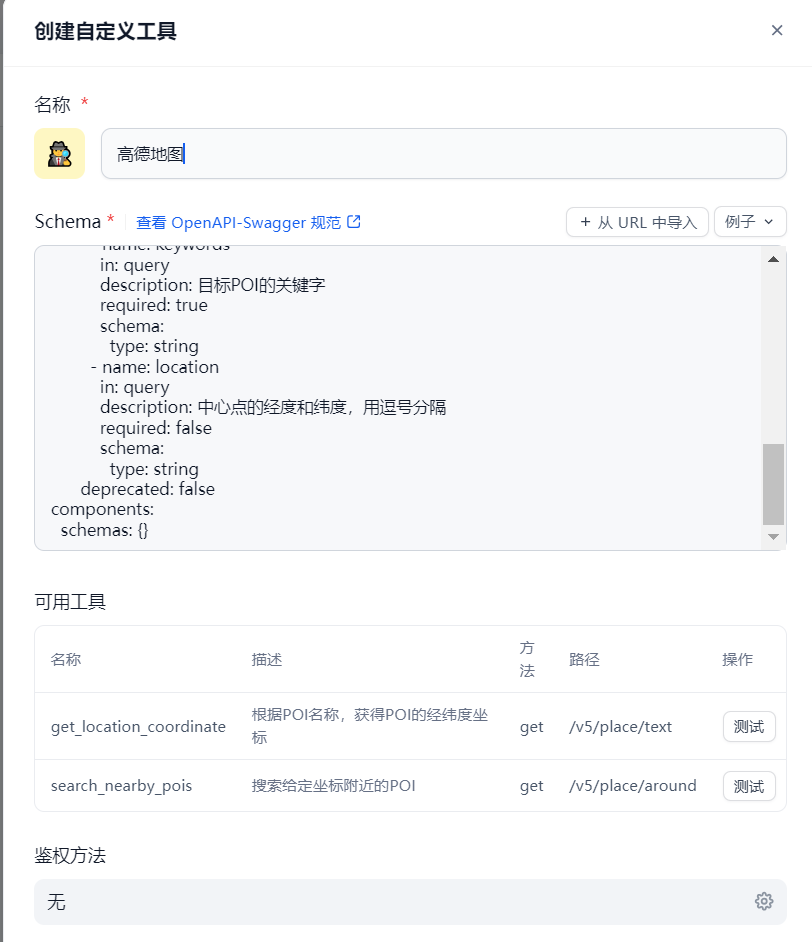 创建自定义工具
名称 *
高德地图
Schema * 查看 OpenAPI-Swagger 规范 + 从 URL 中导入 例子
name: keywords
in: query
description: 目标POI的关键字
required: true
schema:
type: string
- name: location
in: query
description: 中心点的经度和纬度，用逗号分隔
required: false
schema:
type: string
deprecated: false
components:
schemas: {}
可用工具
名称 描述 方法 路径 操作
get_location_coordinate 根据POI名称，获得POI的经纬度坐标 get /v5/place/text 测试
search_nearby_pois 搜索给定坐标附近的POI get /v5/place/around 测试
鉴权方法
无